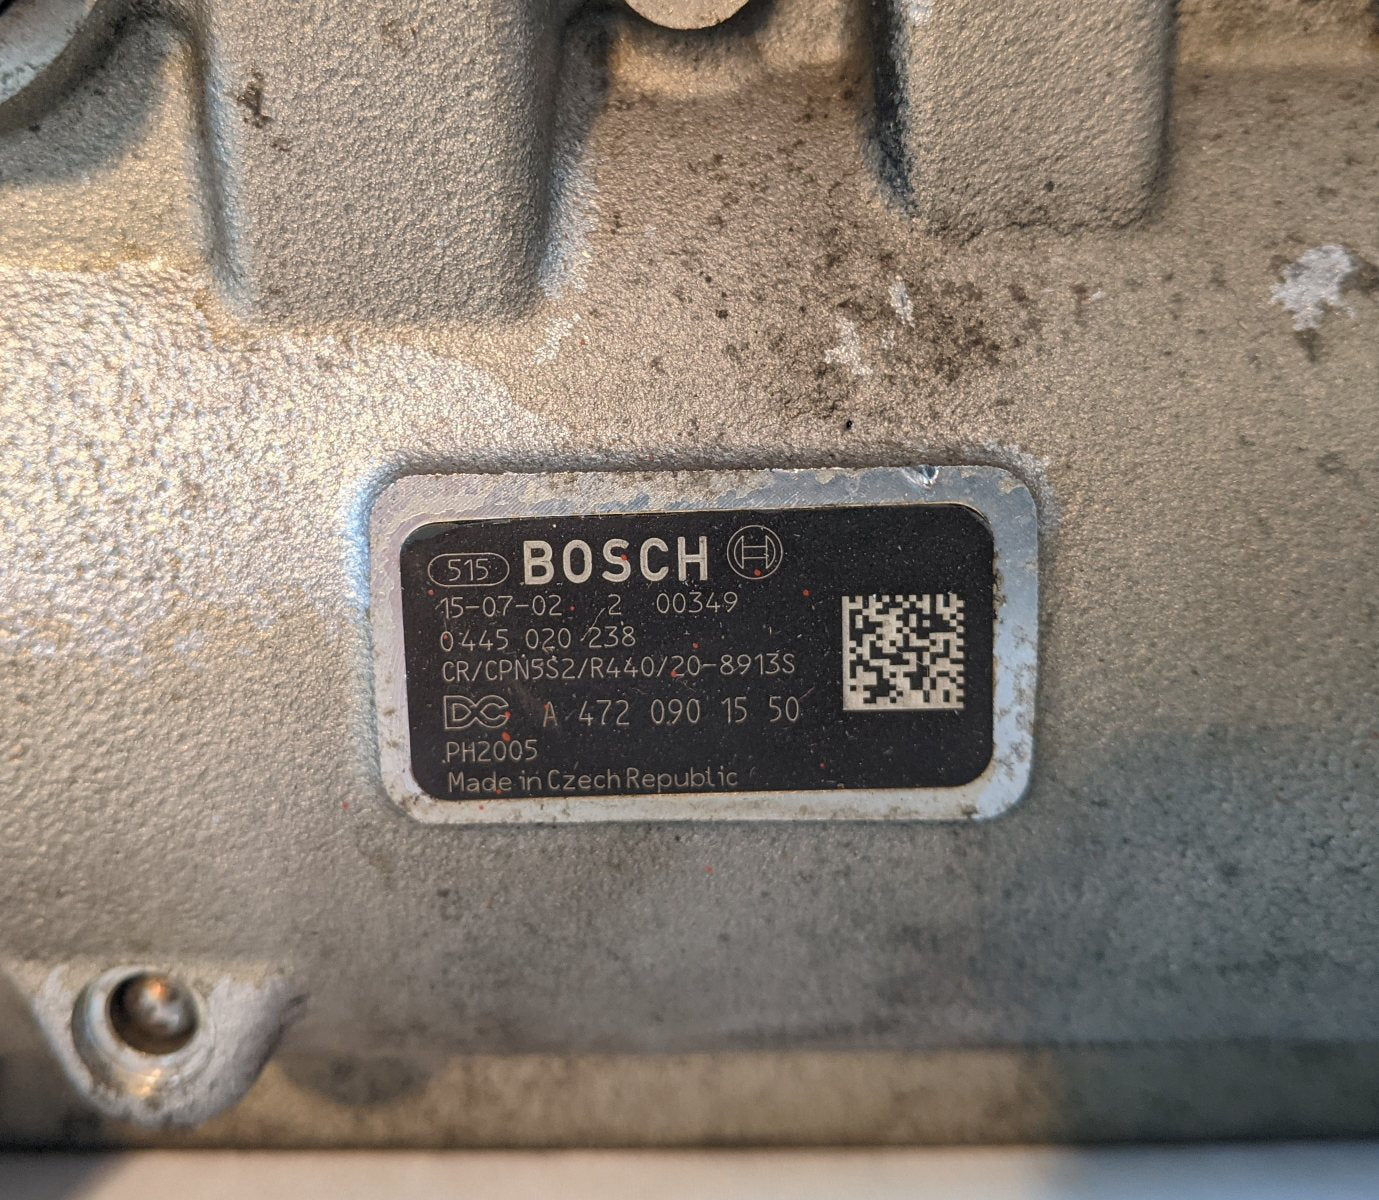 515 BOSCH
15-07-02 2 00349
0 445 020 238
CR/CPN5S2/R440/20-8913S
DC A 472 090 15 50
PH2005
Made in Czech Republic